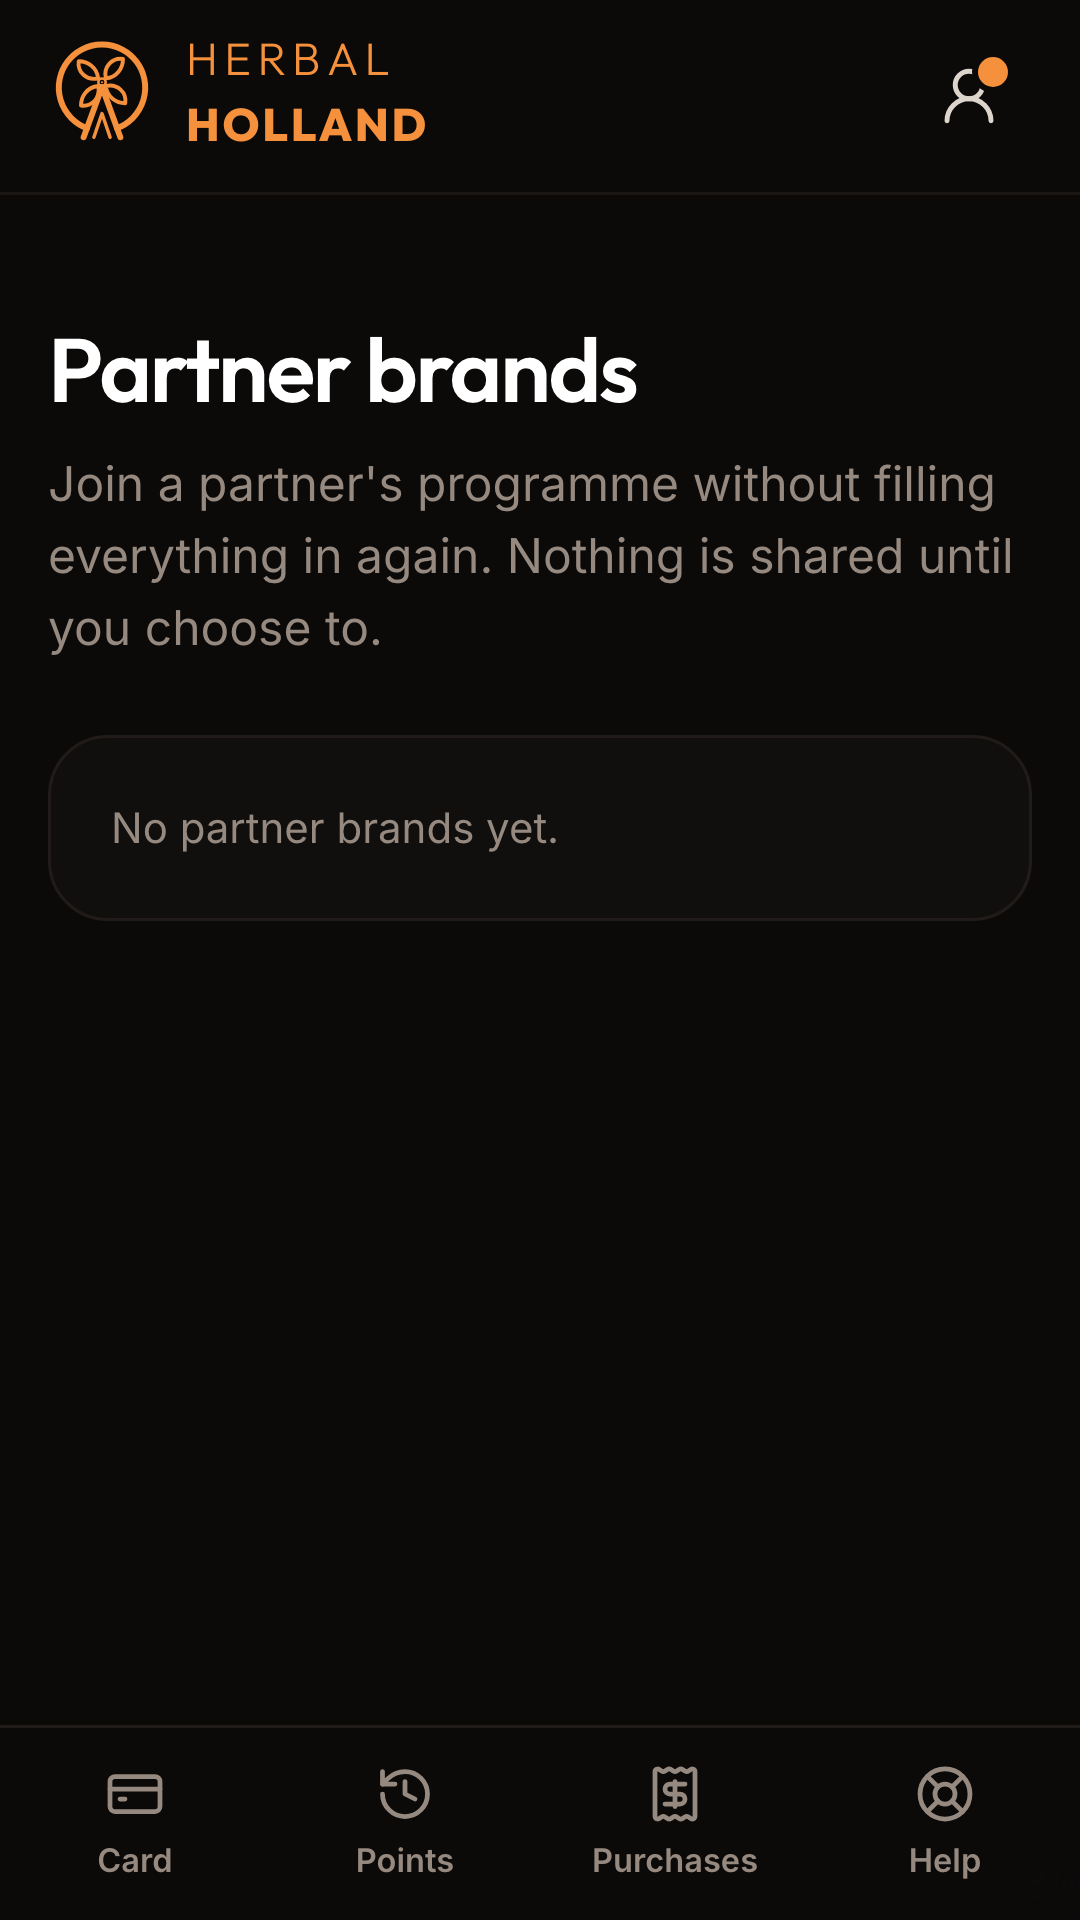 HERBAL
HOLLAND
Partner brands
Join a partner's programme without filling
everything in again. Nothing is shared until
you choose to.
No partner brands yet.
Card
Points
Purchases
Help